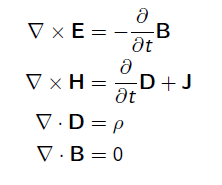 ∇ × E = −∂/∂t B
∇ × H = ∂/∂t D + J
∇ · D = ρ
∇ · B = 0